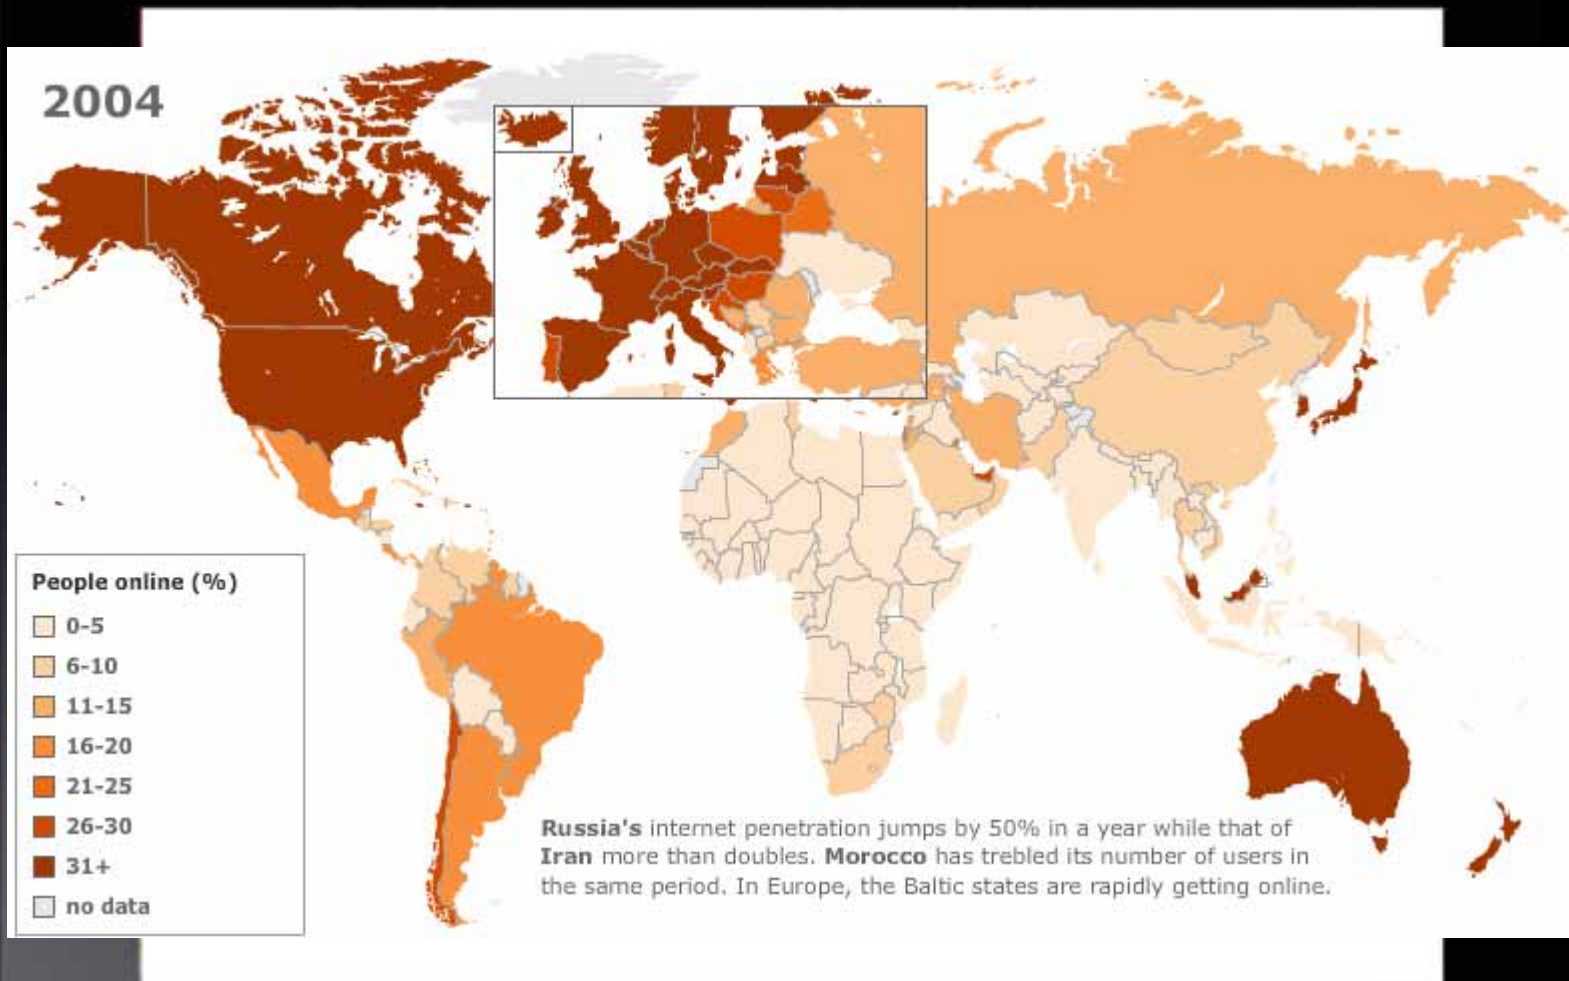 2004
People online (%)
0-5
6-10
11-15
16-20
21-25
26-30
31+
no data
Russia's internet penetration jumps by 50% in a year while that of
Iran more than doubles. Morocco has trebled its number of users in
the same period. In Europe, the Baltic states are rapidly getting online.